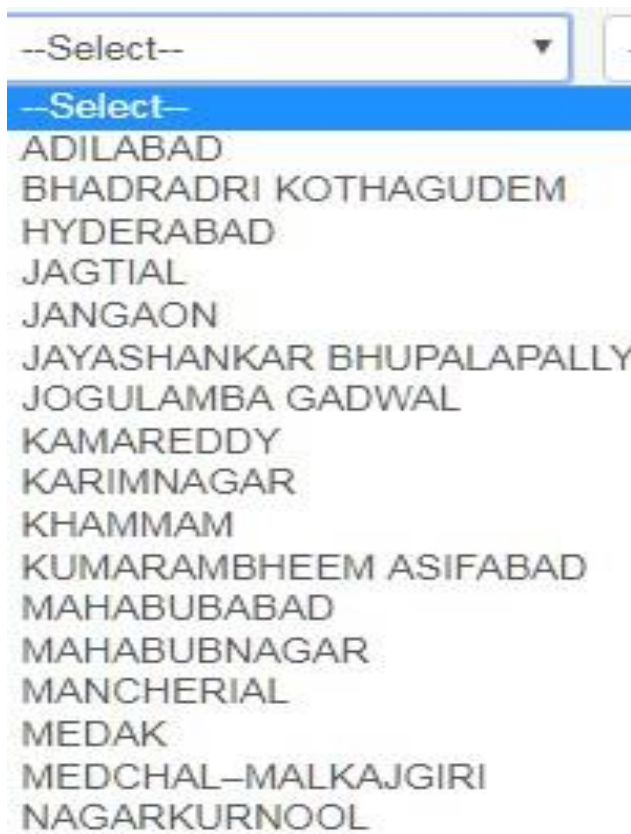 --Select--
--Select--
ADILABAD
BHADRADRI KOTHAGUDEM
HYDERABAD
JAGTIAL
JANGAON
JAYASHANKAR BHUPALAPALLY
JOGULAMBA GADWAL
KAMAREDDY
KARIMNAGAR
KHAMMAM
KUMARAMBHEEM ASIFABAD
MAHABUBABAD
MAHABUBNAGAR
MANCHERIAL
MEDAK
MEDCHAL–MALKAJGIRI
NAGARKURNOOL